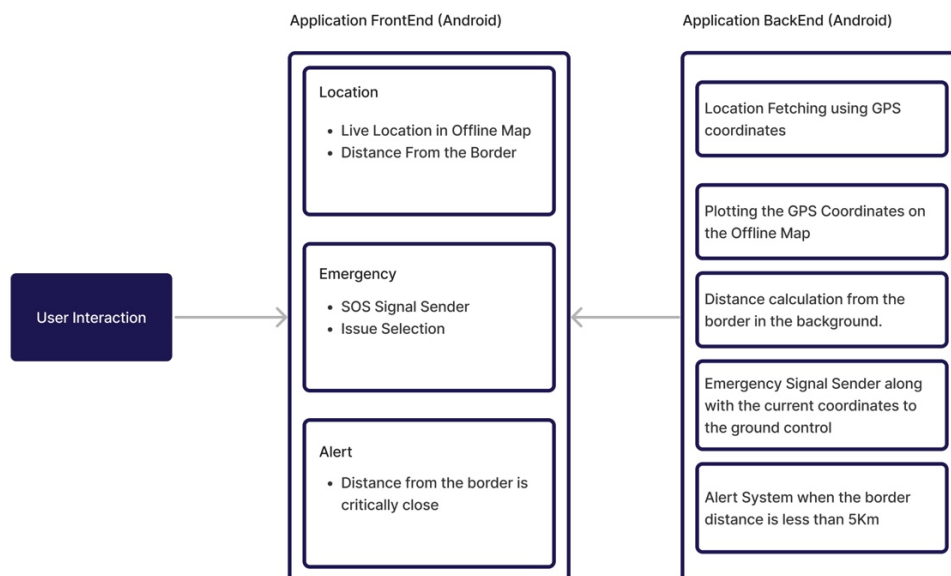 Application FrontEnd (Android)
Application BackEnd (Android)
User Interaction
Location
• Live Location in Offline Map
• Distance From the Border
Emergency
• SOS Signal Sender
• Issue Selection
Alert
• Distance from the border is
critically close
Location Fetching using GPS
coordinates
Plotting the GPS Coordinates on
the Offline Map
Distance calculation from the
border in the background.
Emergency Signal Sender along
with the current coordinates to
the ground control
Alert System when the border
distance is less than 5Km